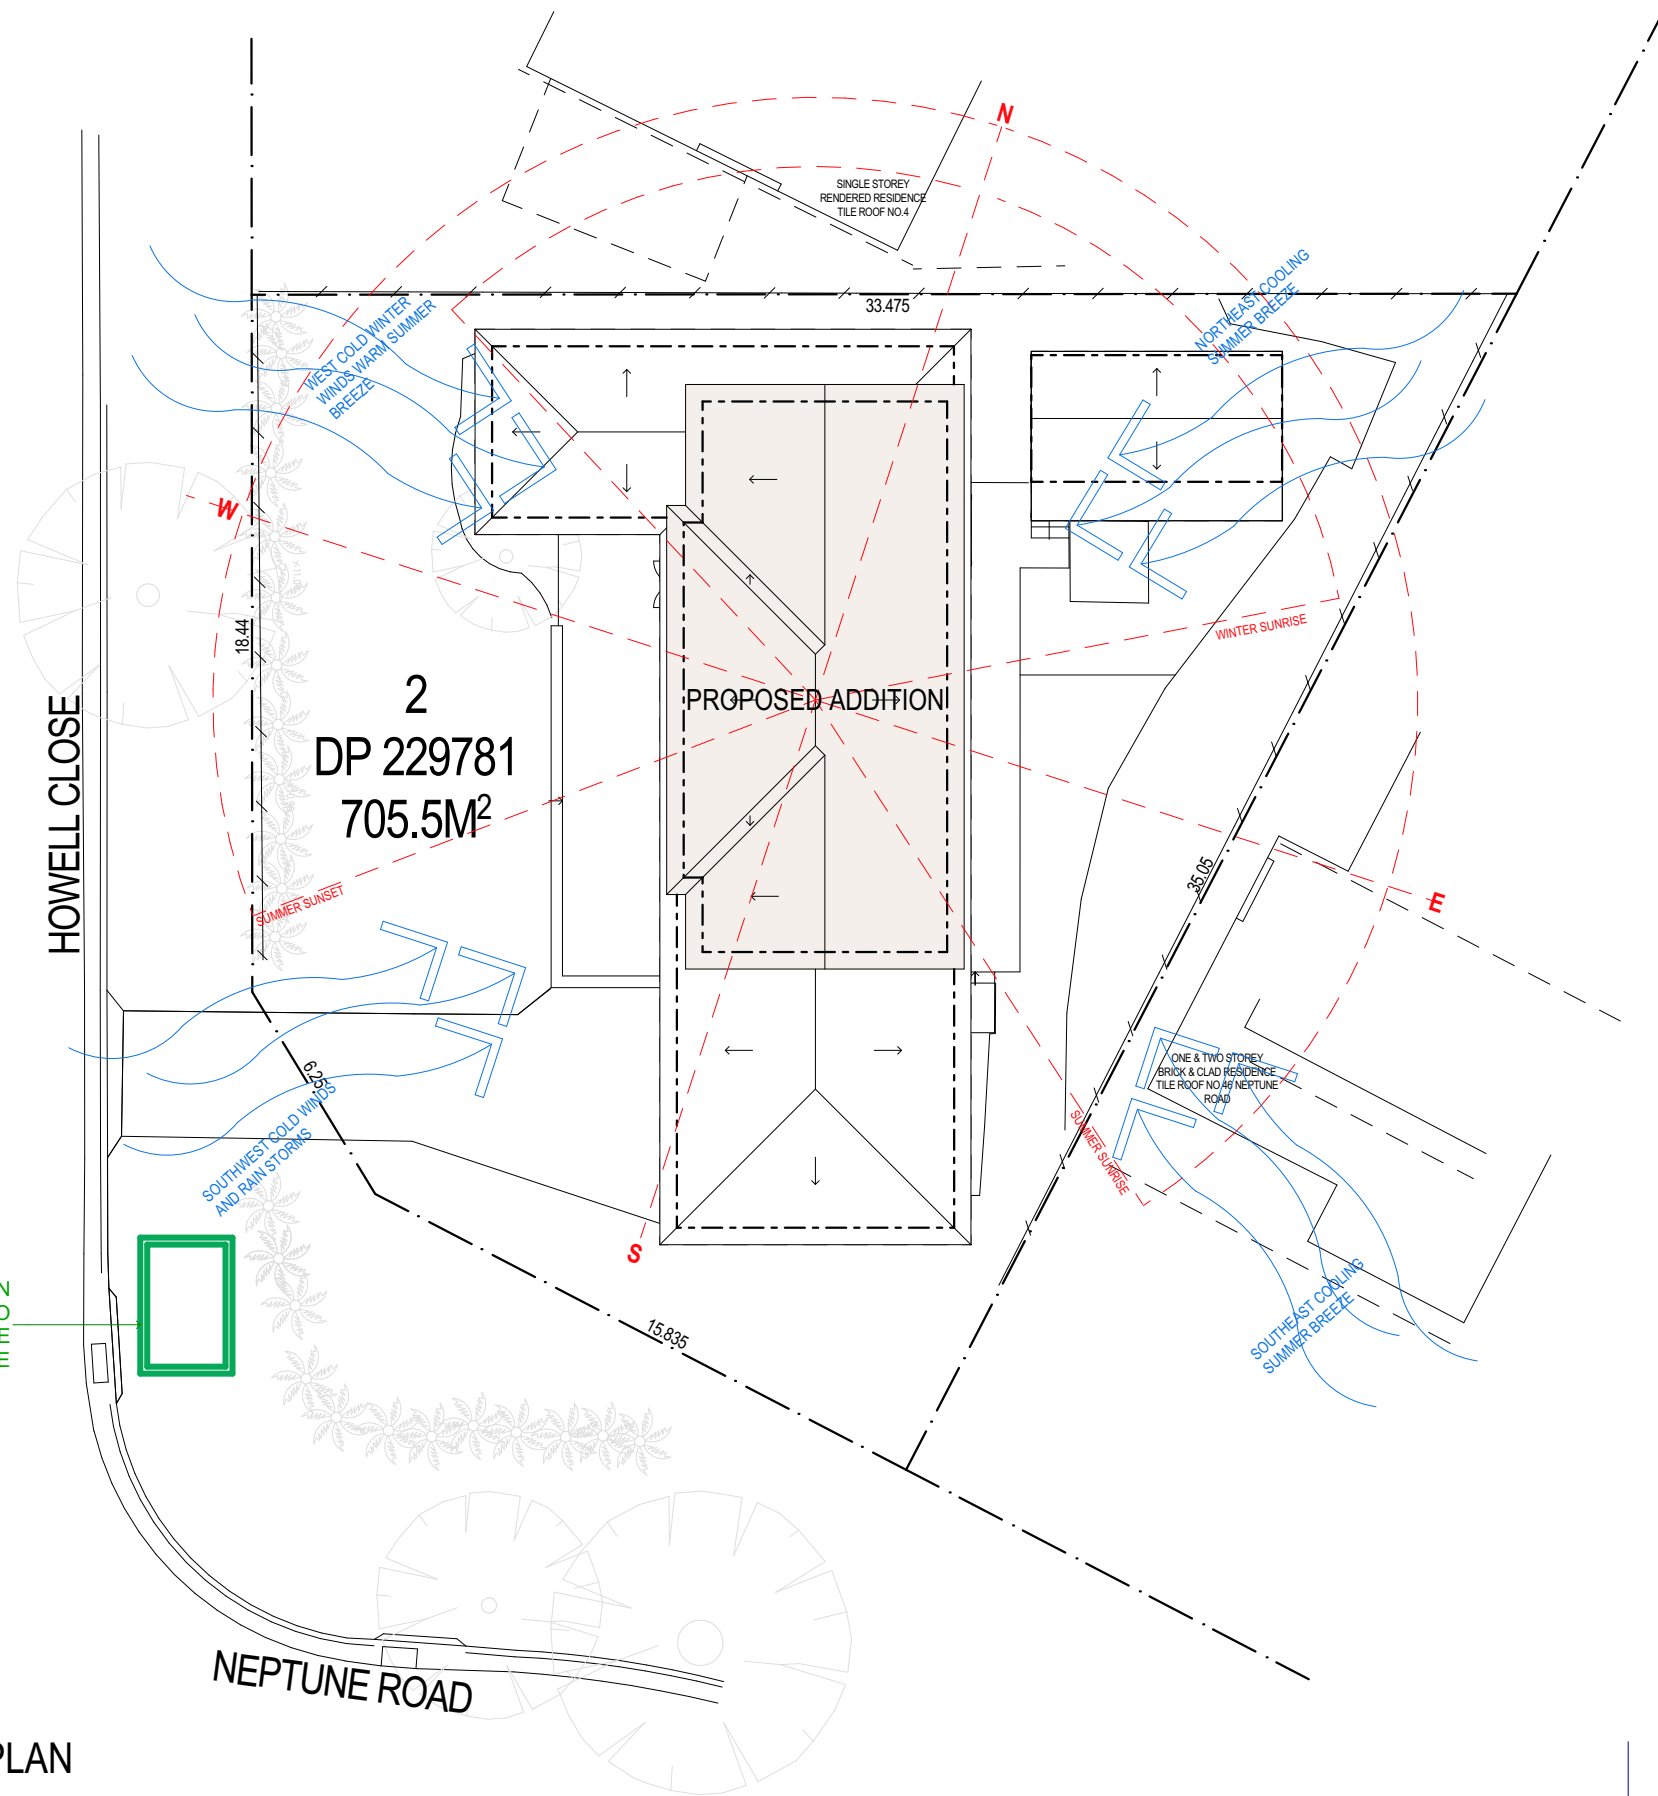 N
SINGLE STOREY
RENDERED RESIDENCE
TILE ROOF NO.4
33.475
WEST COLD WINTER
WINDS WARM SUMMER
BREEZE
NORTHEAST COOLING
SUMMER BREEZE
W
18.44
WINTER SUNRISE
2
DP 229781
705.5M²
PROPOSED ADDITION
HOWELL CLOSE
SUMMER SUNSET
35.05
E
6.25
SOUTHWEST COLD WINDS
AND RAIN STORMS
ONE & TWO STOREY
BRICK & CLAD RESIDENCE
TILE ROOF NO.46 NEPTUNE
ROAD
SUMMER SUNRISE
S
SOUTHEAST COOLING
SUMMER BREEZE
15.835
NEPTUNE ROAD
PLAN